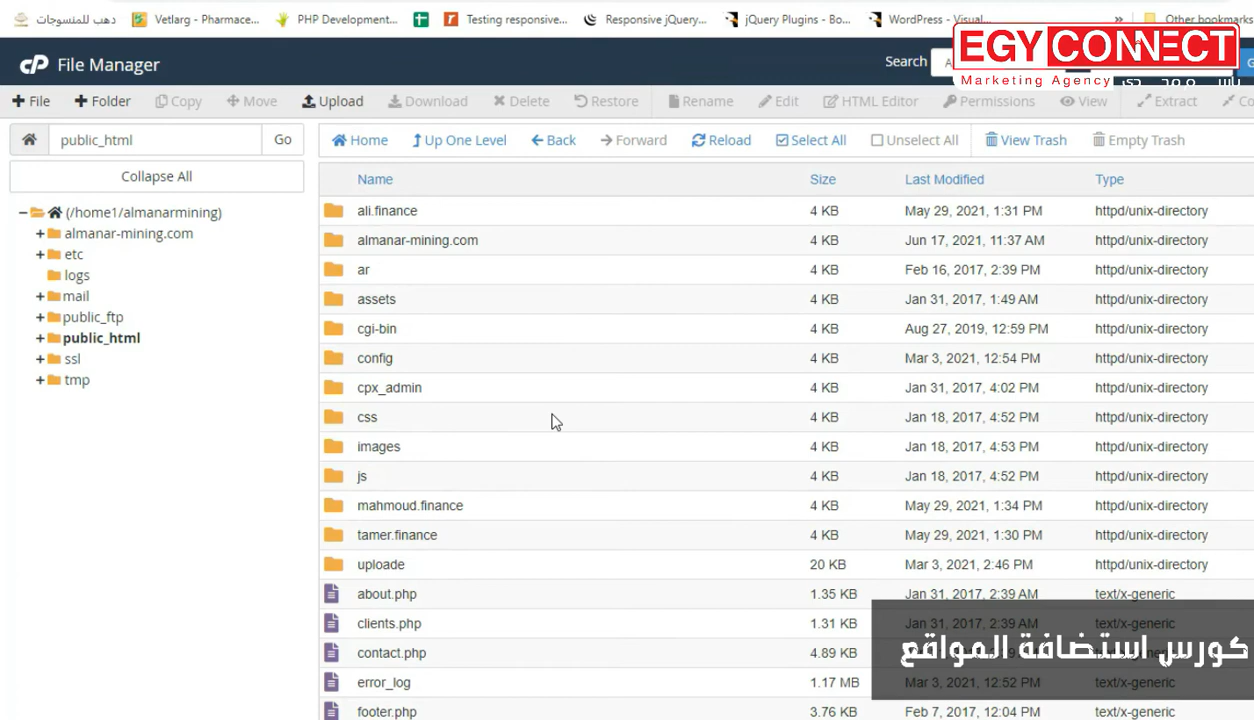 دهب للمنسوجات Vetlarg - Pharmace... PHP Development... Testing responsive... Responsive jQuery... jQuery Plugins - Bo... WordPress - Visual... » Other bookmarks
cP File Manager Search
EGYCONNECT
Marketing Agency
File Folder Copy Move Upload Download Delete Restore Rename Edit HTML Editor Permissions View Extract Co
public_html Go Home Up One Level Back Forward Reload Select All Unselect All View Trash Empty Trash
Collapse All
(/home1/almanarmining)
almanar-mining.com
etc
logs
mail
public_ftp
public_html
ssl
tmp
Name Size Last Modified Type
ali.finance 4 KB May 29, 2021, 1:31 PM httpd/unix-directory
almanar-mining.com 4 KB Jun 17, 2021, 11:37 AM httpd/unix-directory
ar 4 KB Feb 16, 2017, 2:39 PM httpd/unix-directory
assets 4 KB Jan 31, 2017, 1:49 AM httpd/unix-directory
cgi-bin 4 KB Aug 27, 2019, 12:59 PM httpd/unix-directory
config 4 KB Mar 3, 2021, 12:54 PM httpd/unix-directory
cpx_admin 4 KB Jan 31, 2017, 4:02 PM httpd/unix-directory
css 4 KB Jan 18, 2017, 4:52 PM httpd/unix-directory
images 4 KB Jan 18, 2017, 4:53 PM httpd/unix-directory
js 4 KB Jan 18, 2017, 4:52 PM httpd/unix-directory
mahmoud.finance 4 KB May 29, 2021, 1:34 PM httpd/unix-directory
tamer.finance 4 KB May 29, 2021, 1:30 PM httpd/unix-directory
uploade 20 KB Mar 3, 2021, 2:46 PM httpd/unix-directory
about.php 1.35 KB Jan 31, 2017, 2:39 AM text/x-generic
clients.php 1.31 KB Jan 31, 2017, 2:39 AM text/x-generic
contact.php 4.89 KB
كورس استضافة المواقع
error_log 1.17 MB Mar 3, 2021, 12:52 PM text/x-generic
footer.php 3.76 KB Feb 7, 2017, 12:04 PM text/x-generic